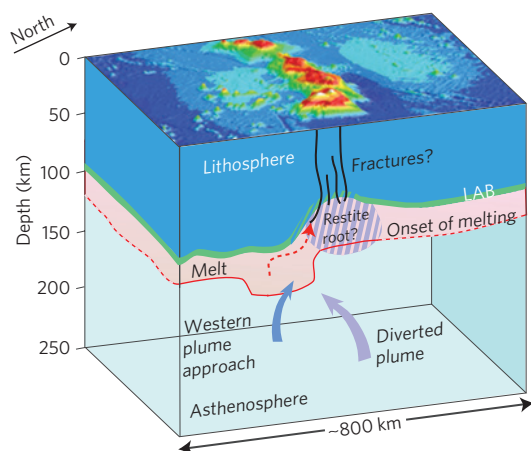 North
0
50
100
150
200
250
Depth (km)
Lithosphere
Fractures?
LAB
Restite
root?
Onset of melting
Melt
Western
plume
approach
Diverted
plume
Asthenosphere
~800 km